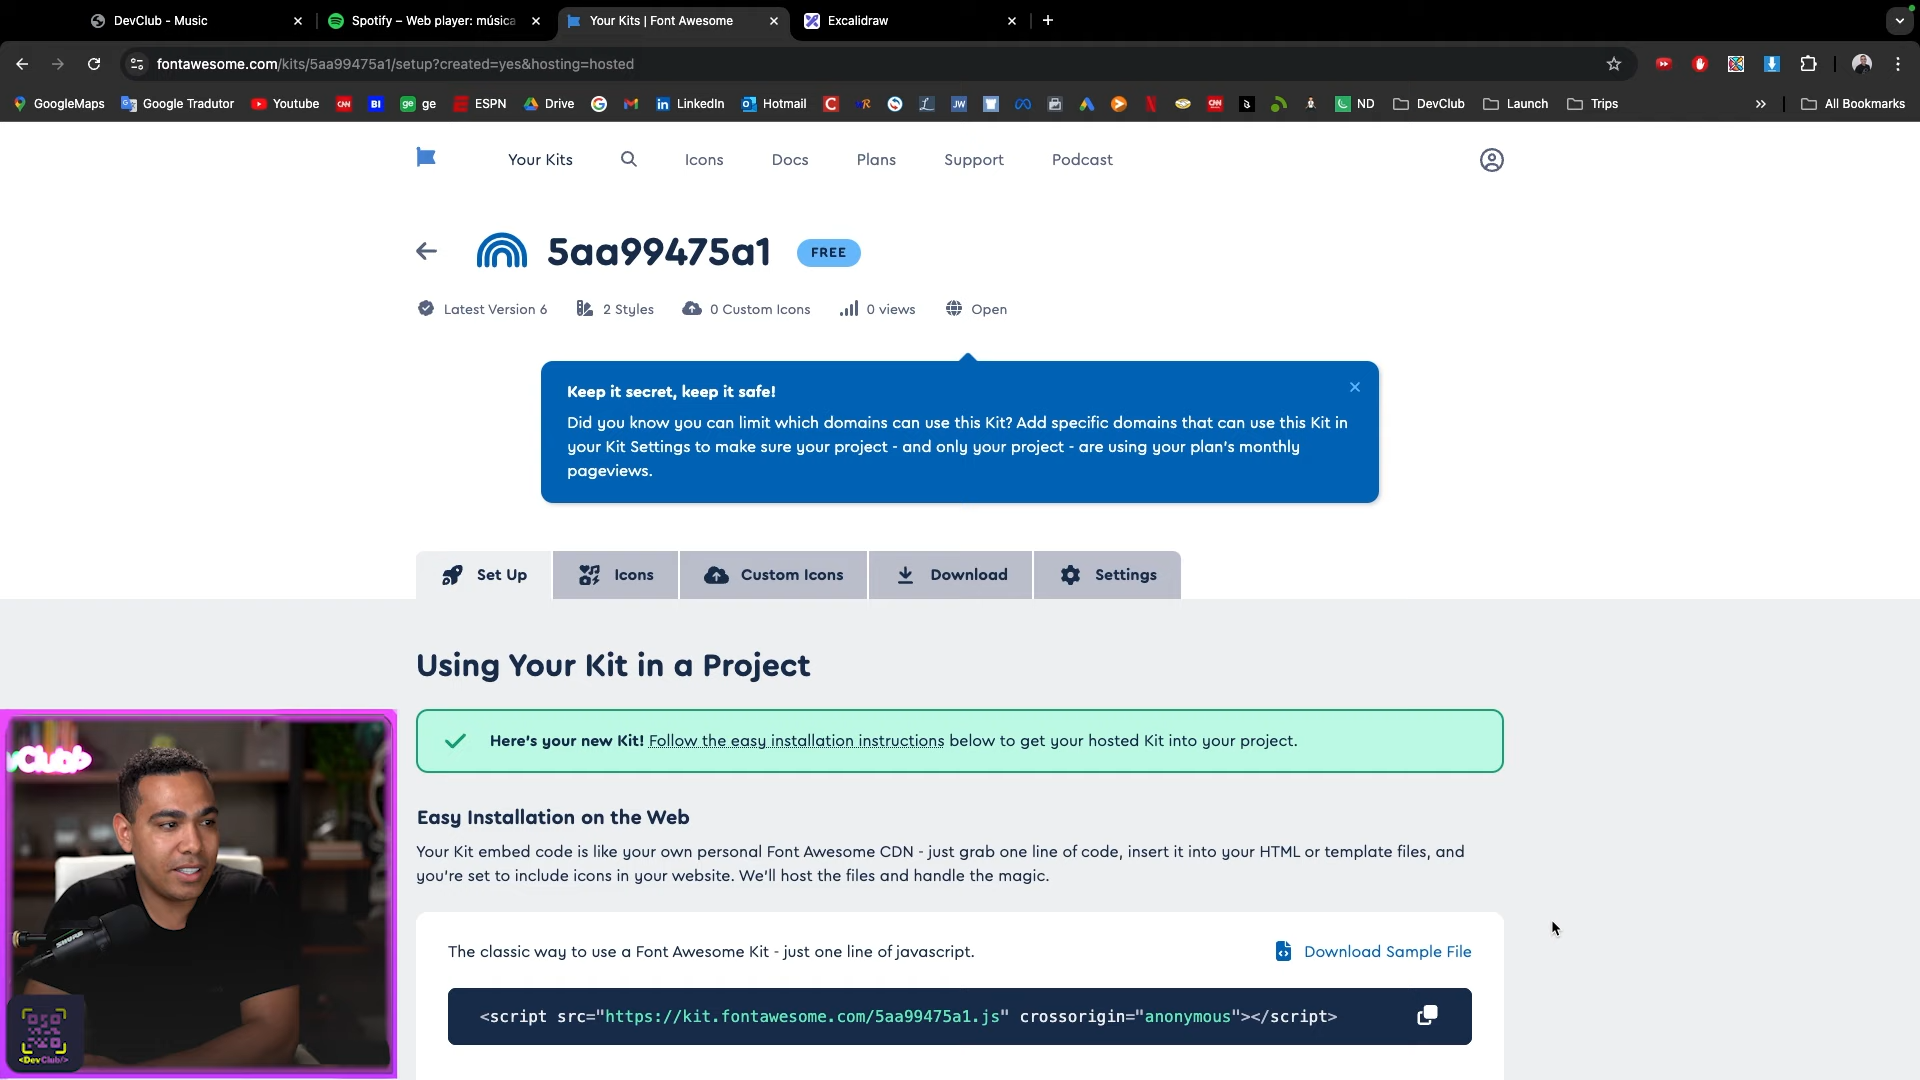 DevClub - Music
Spotify – Web player: música
Your Kits | Font Awesome
Excalidraw
fontawesome.com/kits/5aa99475a1/setup?created=yes&hosting=hosted
GoogleMaps
Google Tradutor
Youtube
CNN
BI
ge ge
ESPN
Drive
LinkedIn
Hotmail
JW
CNN
ND
DevClub
Launch
Trips
All Bookmarks
Your Kits
Icons
Docs
Plans
Support
Podcast
5aa99475a1
FREE
Latest Version 6
2 Styles
0 Custom Icons
0 views
Open
Keep it secret, keep it safe!
Did you know you can limit which domains can use this Kit? Add specific domains that can use this Kit in
your Kit Settings to make sure your project - and only your project - are using your plan's monthly
pageviews.
Set Up
Icons
Custom Icons
Download
Settings
Using Your Kit in a Project
Here's your new Kit! Follow the easy installation instructions below to get your hosted Kit into your project.
Easy Installation on the Web
Your Kit embed code is like your own personal Font Awesome CDN - just grab one line of code, insert it into your HTML or template files, and
you're set to include icons in your website. We'll host the files and handle the magic.
The classic way to use a Font Awesome Kit - just one line of javascript.
Download Sample File
<script src="https://kit.fontawesome.com/5aa99475a1.js" crossorigin="anonymous"></script>
vClub
SHURE
<DevClub/>